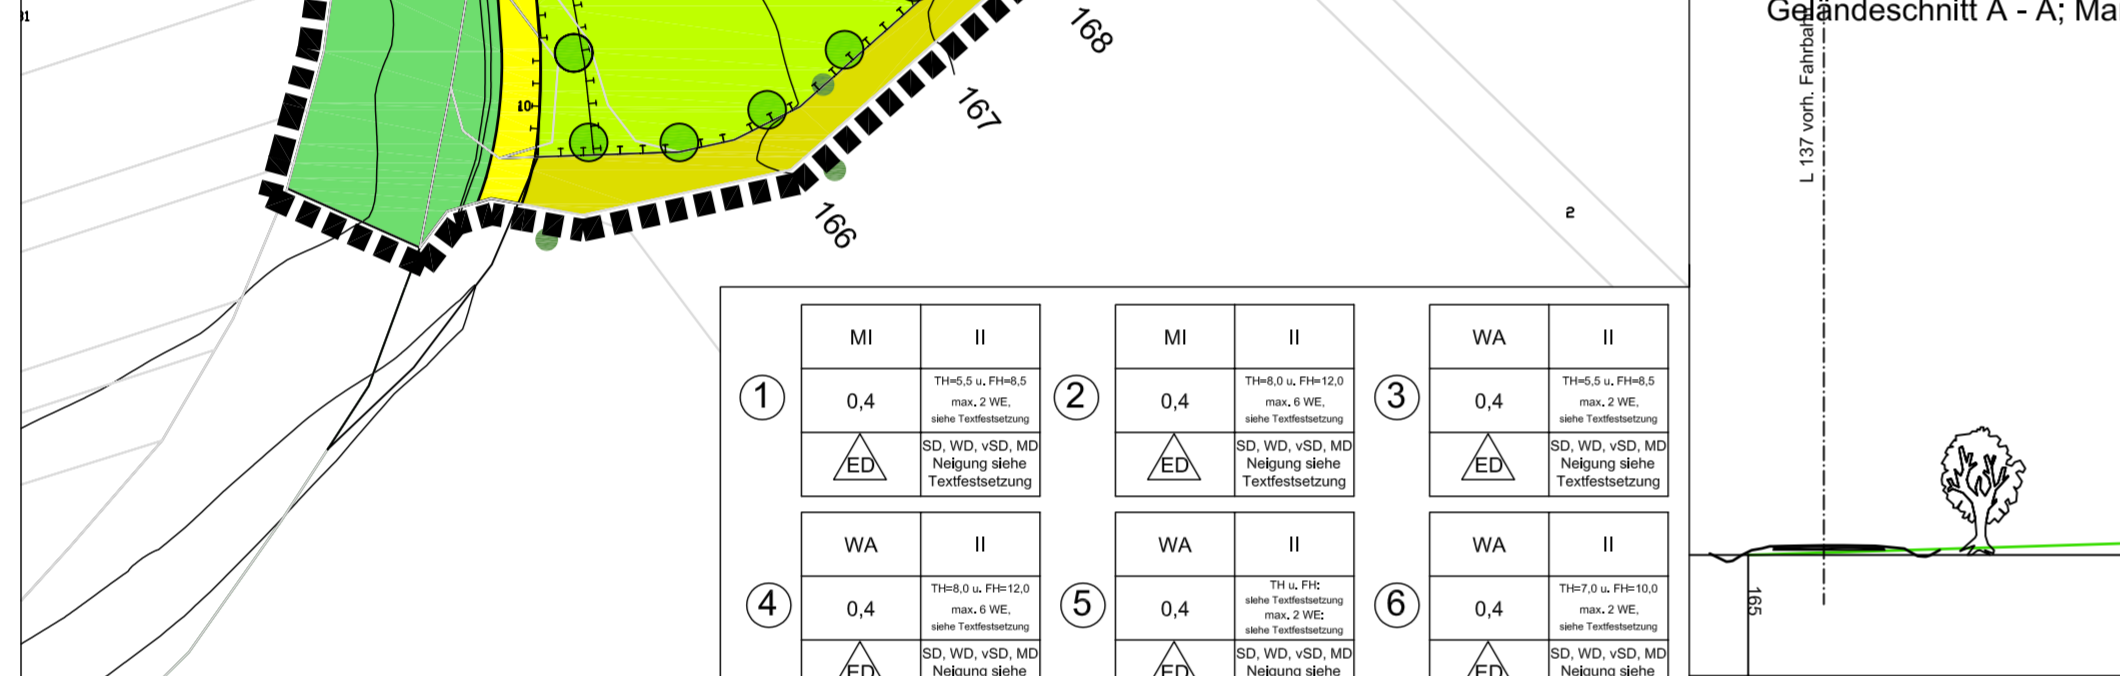 31
Geländeschnitt A - A; Ma
168
L 137 vorh. Fahrbahn
10
167
166
2
MI II
1 0,4 TH=5,5 u. FH=8,5
max. 2 WE,
siehe Textfestsetzung
ED SD, WD, vSD, MD
Neigung siehe
Textfestsetzung
MI II
2 0,4 TH=8,0 u. FH=12,0
max. 6 WE,
siehe Textfestsetzung
ED SD, WD, vSD, MD
Neigung siehe
Textfestsetzung
WA II
3 0,4 TH=5,5 u. FH=8,5
max. 2 WE,
siehe Textfestsetzung
ED SD, WD, vSD, MD
Neigung siehe
Textfestsetzung
WA II
4 0,4 TH=8,0 u. FH=12,0
max. 6 WE,
siehe Textfestsetzung
ED SD, WD, vSD, MD
Neigung siehe
WA II
5 0,4 TH u. FH:
siehe Textfestsetzung
max. 2 WE:
siehe Textfestsetzung
ED SD, WD, vSD, MD
Neigung siehe
WA II
6 0,4 TH=7,0 u. FH=10,0
max. 2 WE,
siehe Textfestsetzung
ED SD, WD, vSD, MD
Neigung siehe
165